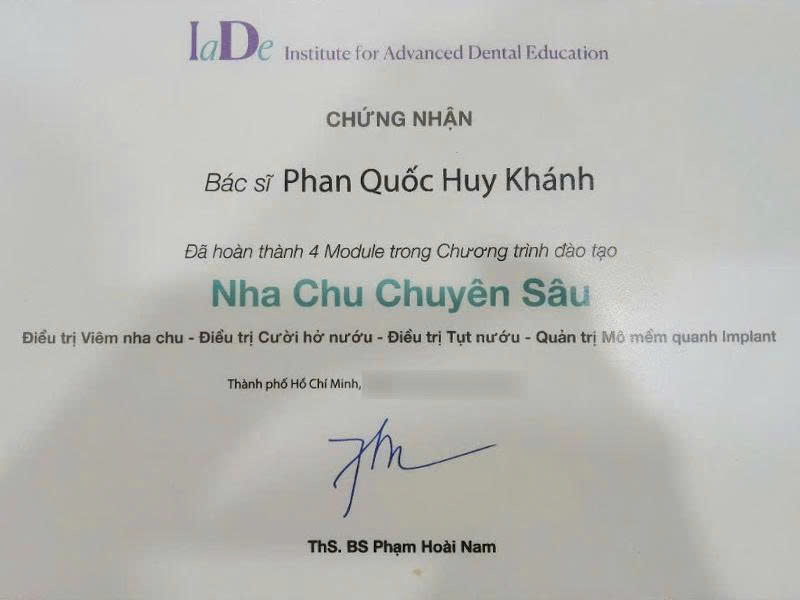 IaDe Institute for Advanced Dental Education
CHỨNG NHẬN
Bác sĩ Phan Quốc Huy Khánh
Đã hoàn thành 4 Module trong Chương trình đào tạo
Nha Chu Chuyên Sâu
Điều trị Viêm nha chu - Điều trị Cười hở nướu - Điều trị Tụt nướu - Quản trị Mô mềm quanh Implant
Thành phố Hồ Chí Minh,
ThS. BS Phạm Hoài Nam